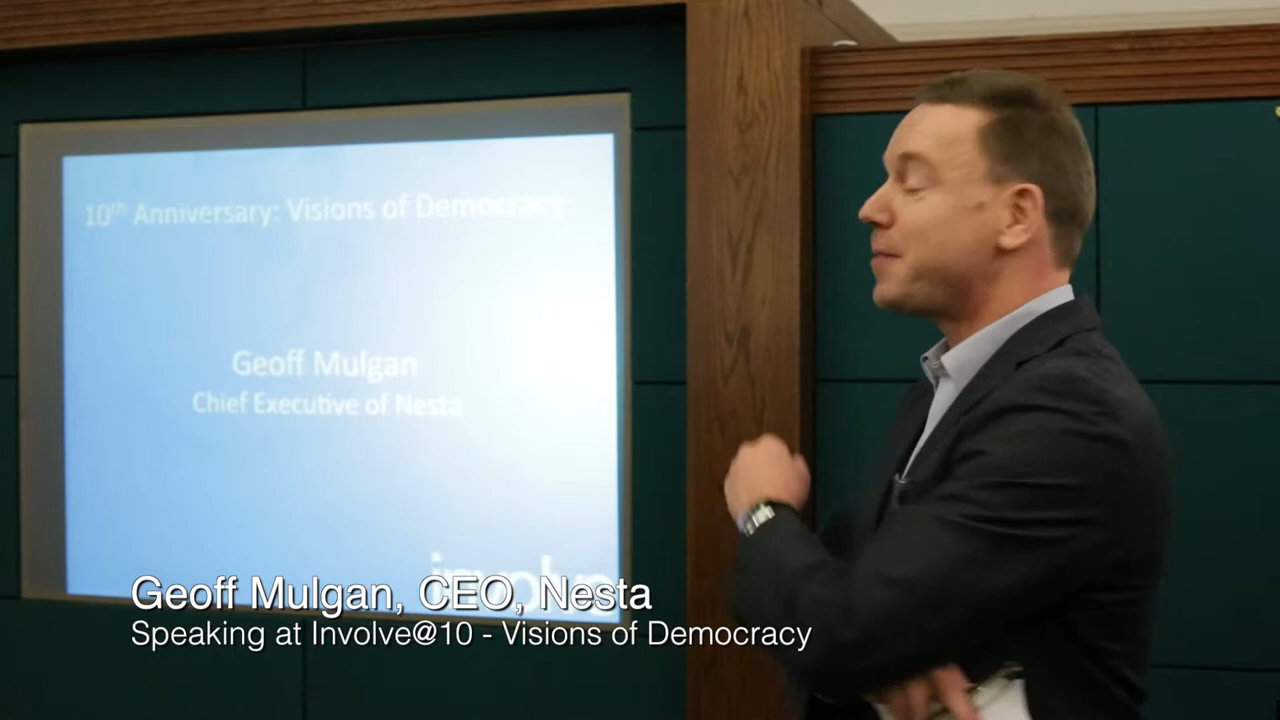 10th Anniversary: Visions of Democracy
Geoff Mulgan
Chief Executive of Nesta
involve
Geoff Mulgan, CEO, Nesta
Speaking at Involve@10 - Visions of Democracy